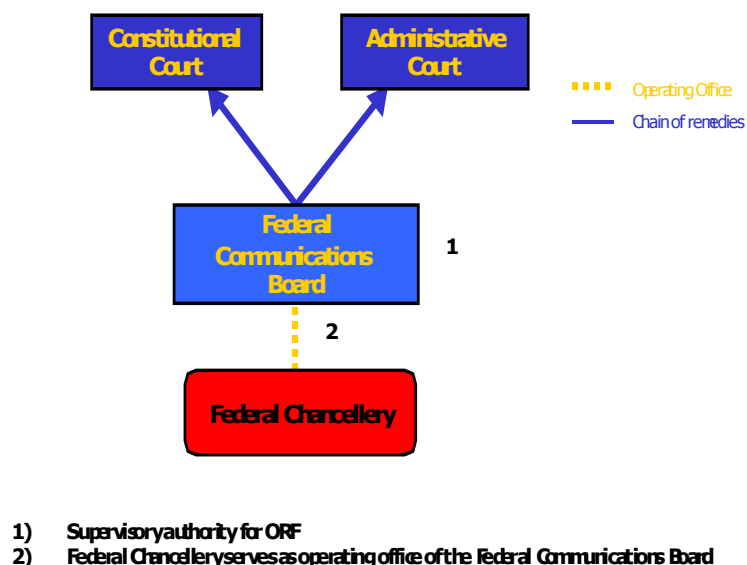 Constitutional
Court
Administrative
Court
Operating Office
Chain of remedies
Federal
Communications
Board
1
2
Federal Chancellery
1) Supervisory authority for ORF
2) Federal Chancellery serves as operating office of the Federal Communications Board